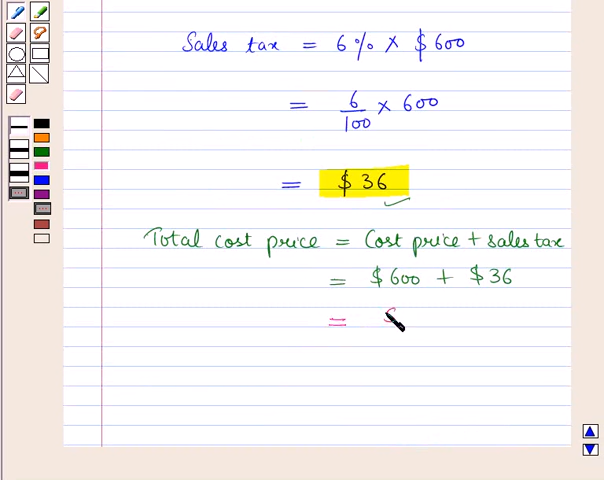 Sales tax = 6% × $600
= 6/100 × 600
= $36
Total cost price = Cost price + sales tax
= $600 + $36
= $